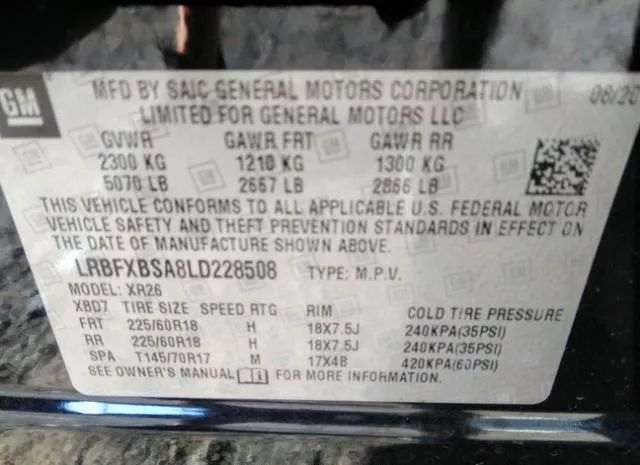 GM
MFD BY SAIC GENERAL MOTORS CORPORATION 08/20
LIMITED FOR GENERAL MOTORS LLC
GVWR GAWR FRT GAWR RR
2300 KG 1210 KG 1300 KG
5070 LB 2667 LB 2866 LB
THIS VEHICLE CONFORMS TO ALL APPLICABLE U.S. FEDERAL MOTOR
VEHICLE SAFETY AND THEFT PREVENTION STANDARDS IN EFFECT ON
THE DATE OF MANUFACTURE SHOWN ABOVE.
LRBFXBSA8LD228508 TYPE: M.P.V.
MODEL: XR26
XBD7 TIRE SIZE SPEED RTG RIM COLD TIRE PRESSURE
FRT 225/60R18 H 18X7.5J 240KPA(35PSI)
RR 225/60R18 H 18X7.5J 240KPA(35PSI)
SPA T145/70R17 M 17X4B 420KPA(60PSI)
SEE OWNER'S MANUAL FOR MORE INFORMATION